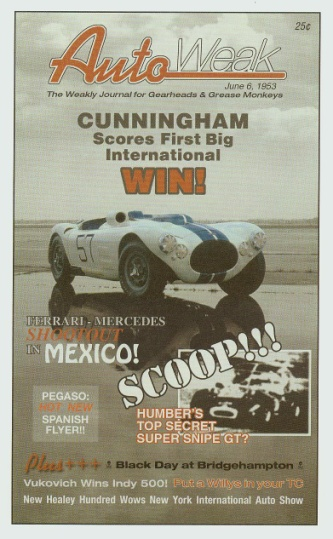 25¢
Auto Weak
June 6, 1953
The Weekly Journal for Gearheads & Grease Monkeys
CUNNINGHAM
Scores First Big
International
WIN!
57
FERRARI - MERCEDES
SHOOTOUT
IN MEXICO!
SCOOP!!!
PEGASO:
HOT NEW
SPANISH
FLYER!!
HUMBER'S
TOP SECRET
SUPER SNIPE GT?
Plus+++ ! Black Day at Bridgehampton !
Vukovich Wins Indy 500! Put a Willys in your TC
New Healey Hundred Wows New York International Auto Show